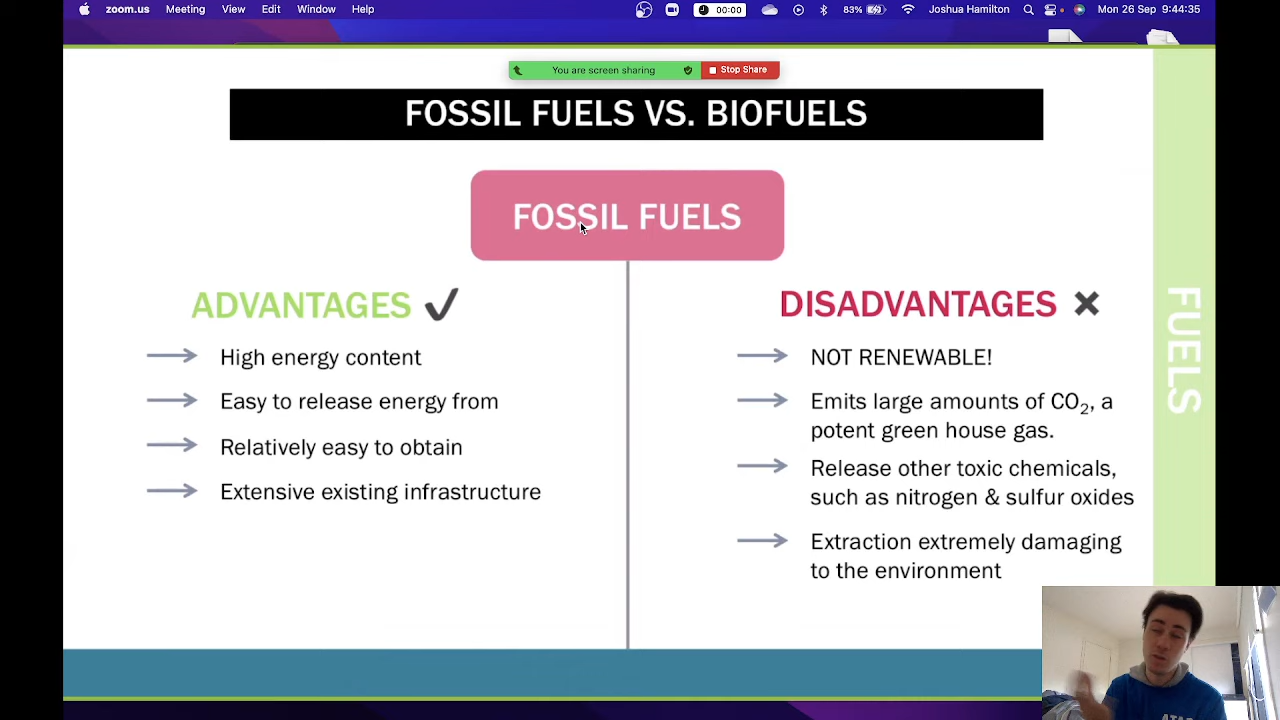 zoom.us Meeting View Edit Window Help 00:00 83% Joshua Hamilton Mon 26 Sep 9:44:35
You are screen sharing Stop Share
FOSSIL FUELS VS. BIOFUELS
FOSSIL FUELS
ADVANTAGES
High energy content
Easy to release energy from
Relatively easy to obtain
Extensive existing infrastructure
DISADVANTAGES
NOT RENEWABLE!
Emits large amounts of CO₂, a
potent green house gas.
Release other toxic chemicals,
such as nitrogen & sulfur oxides
Extraction extremely damaging
to the environment
FUELS